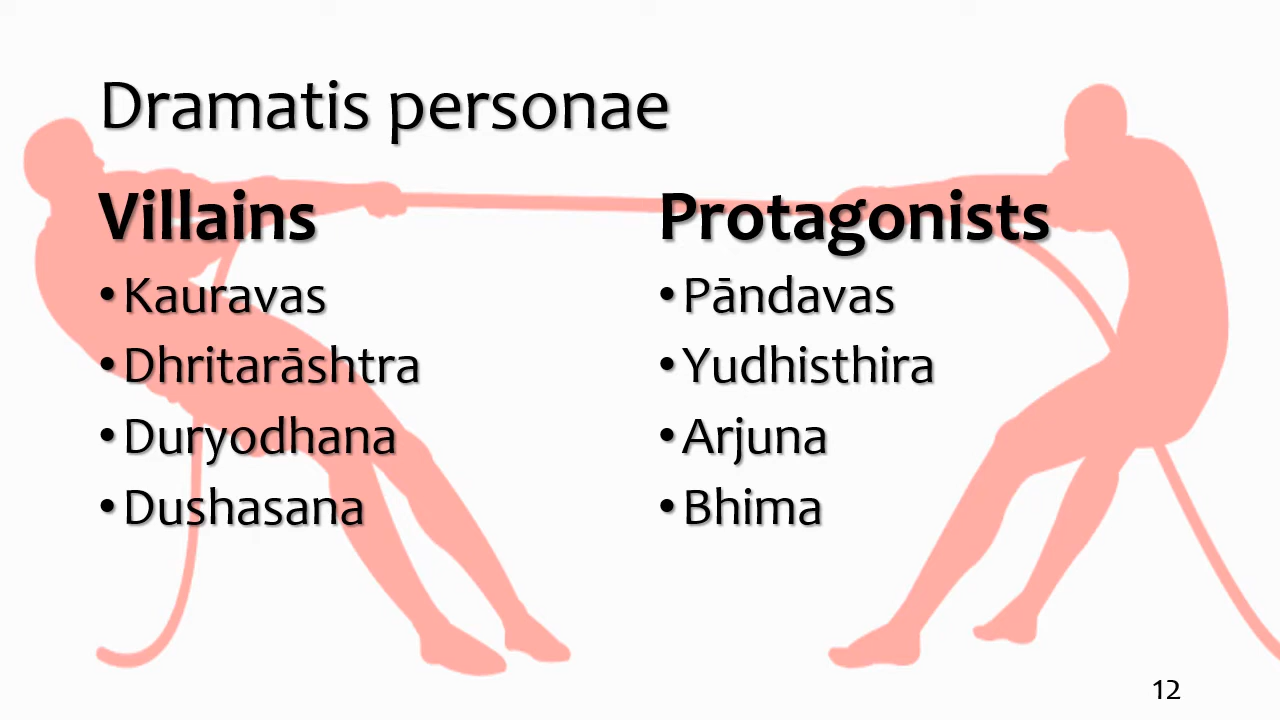 Dramatis personae
Villains
• Kauravas
• Dhritarāshtra
• Duryodhana
• Dushasana
Protagonists
• Pāndavas
• Yudhisthira
• Arjuna
• Bhima
12